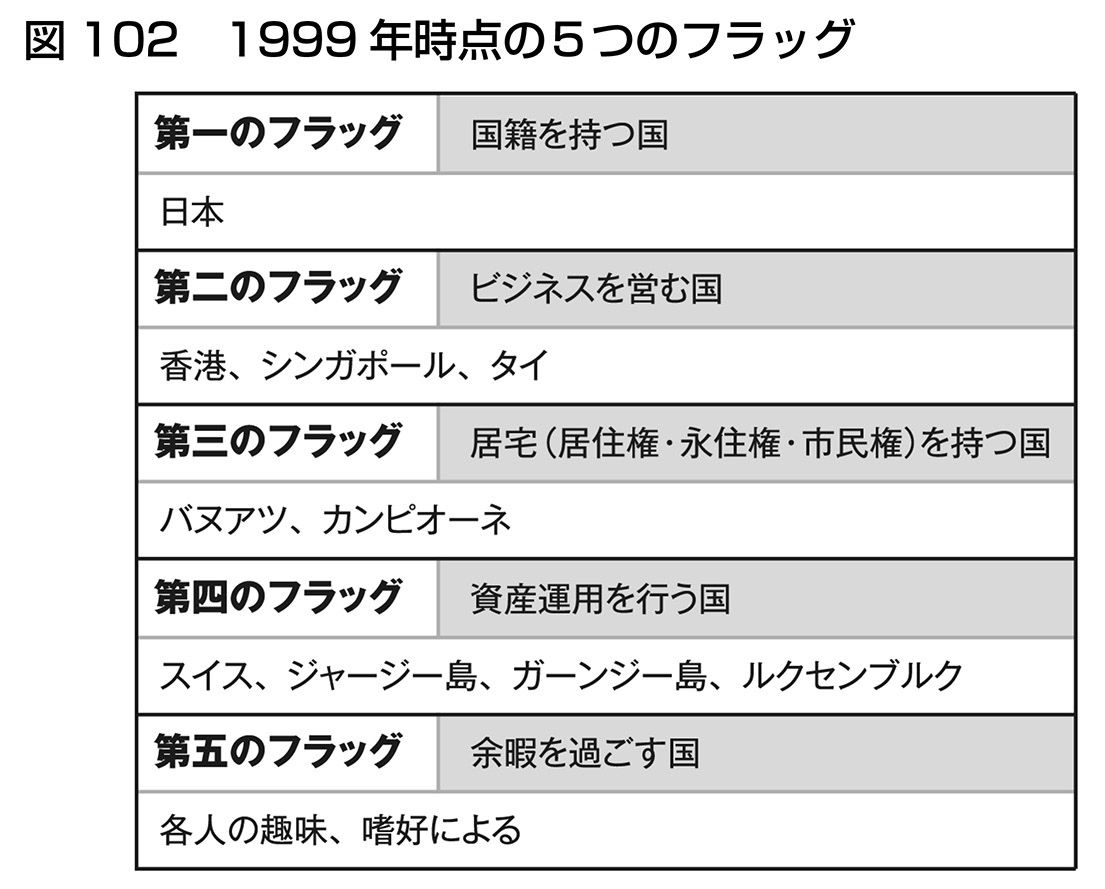 図102　1999年時点の5つのフラッグ
第一のフラッグ　国籍を持つ国
日本
第二のフラッグ　ビジネスを営む国
香港、シンガポール、タイ
第三のフラッグ　居宅（居住権・永住権・市民権）を持つ国
バヌアツ、カンピオーネ
第四のフラッグ　資産運用を行う国
スイス、ジャージー島、ガーンジー島、ルクセンブルク
第五のフラッグ　余暇を過ごす国
各人の趣味、嗜好による